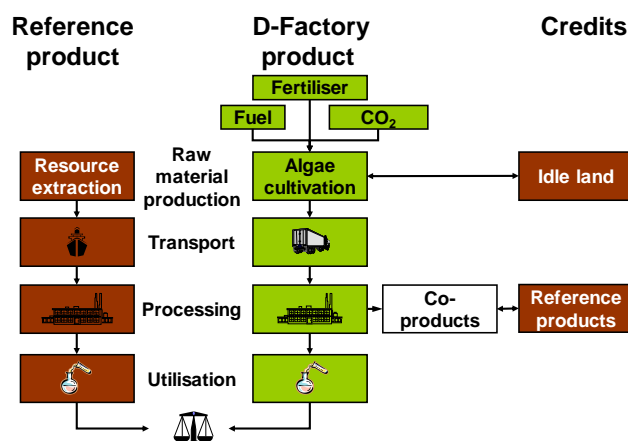 Reference
product
D-Factory
product
Credits
Fertiliser
Fuel
CO₂
Resource
extraction
Raw
material
production
Algae
cultivation
Idle land
Transport
Processing
Co-
products
Reference
products
Utilisation